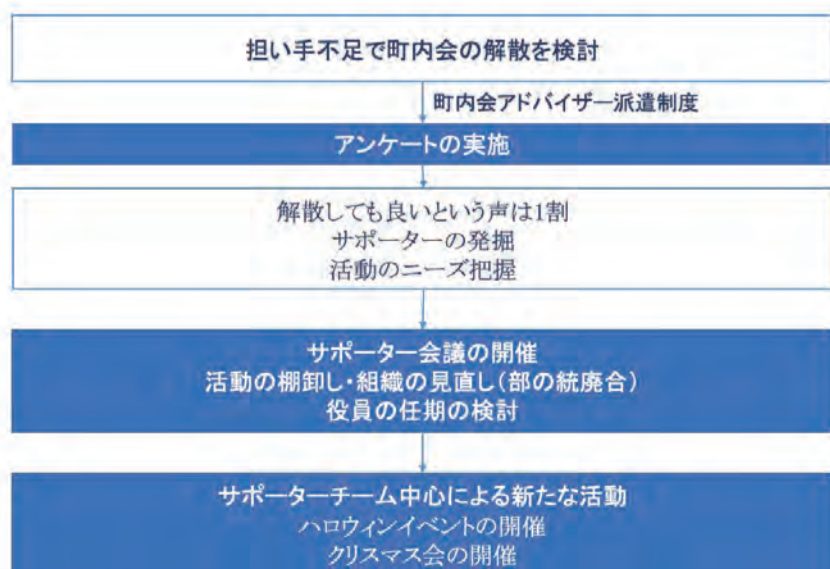 担い手不足で町内会の解散を検討
町内会アドバイザー派遣制度
アンケートの実施
解散しても良いという声は1割
サポーターの発掘
活動のニーズ把握
サポーター会議の開催
活動の棚卸し・組織の見直し(部の統廃合)
役員の任期の検討
サポーターチーム中心による新たな活動
ハロウィンイベントの開催
クリスマス会の開催